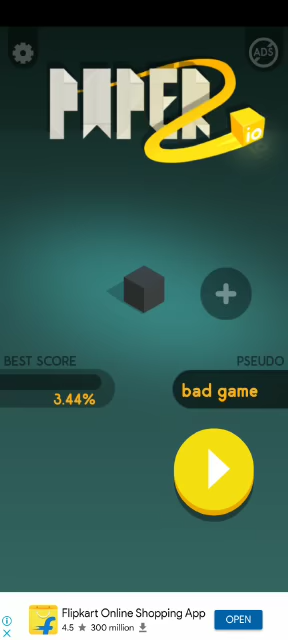 ADS
PAPER
2
io
BEST SCORE
PSEUDO
3.44%
bad game
Flipkart Online Shopping App
4.5 ★ 300 million
OPEN